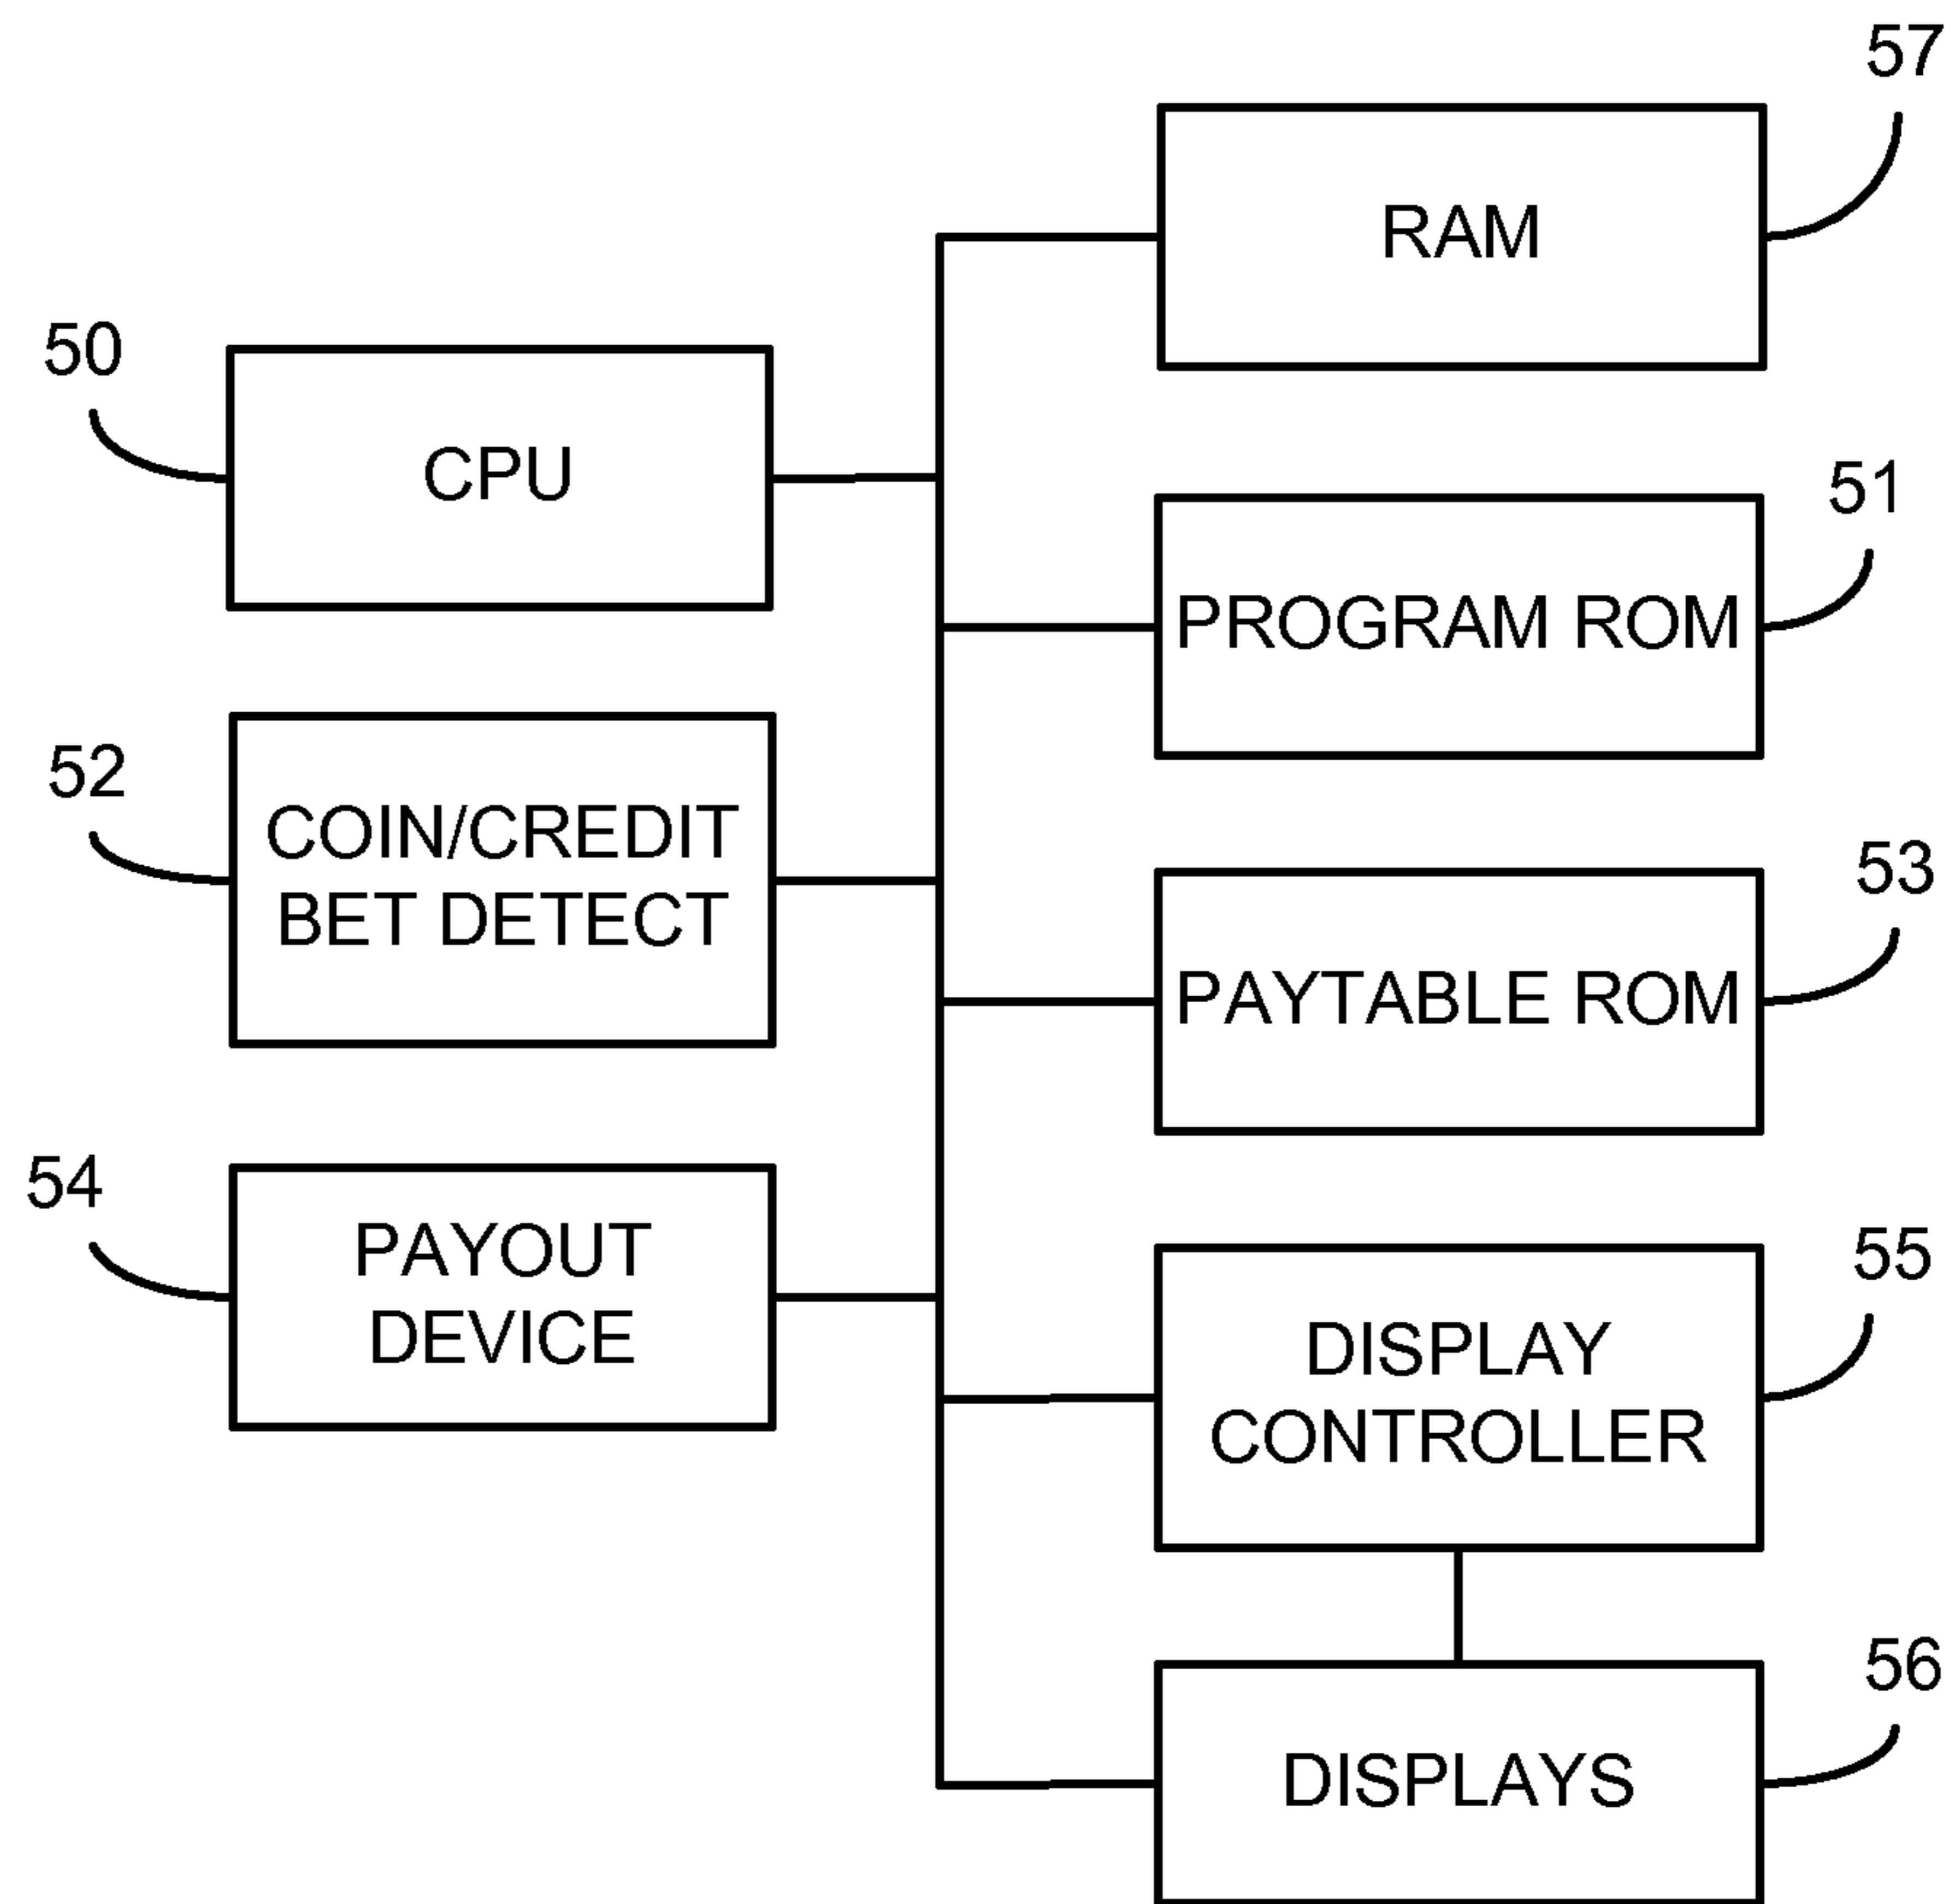 57
RAM
50
CPU
51
PROGRAM ROM
52
COIN/CREDIT
BET DETECT
53
PAYTABLE ROM
54
PAYOUT
DEVICE
55
DISPLAY
CONTROLLER
56
DISPLAYS